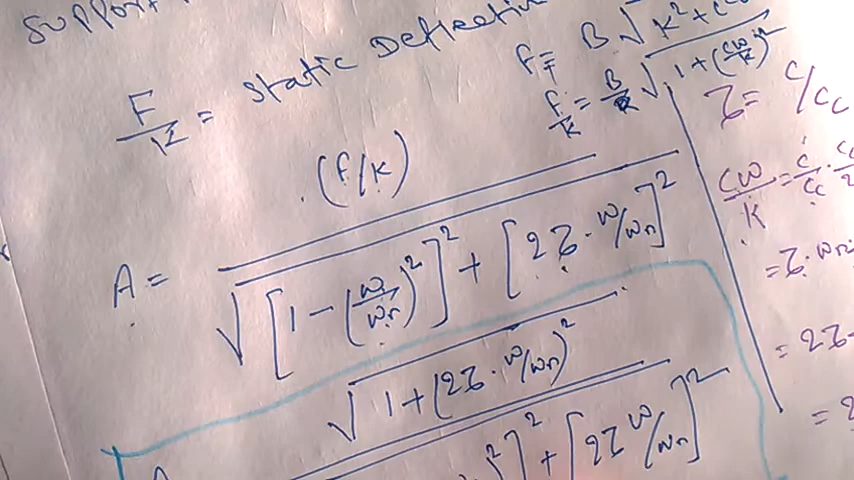 Support
F/K = Static Deflection
F = B √K² +
F/K = B/K √1 + (cω/K)²
ζ = c/cc
(F/K)
A = √[1 - (ω/ωn)²]² + [2ζ · ω/ωn]²
cω/K = c/cc ·
= ζ ·
= 2ζ
√1 + (2ζ · ω/ωn)²
²]² + [2ζ ω/ωn]²